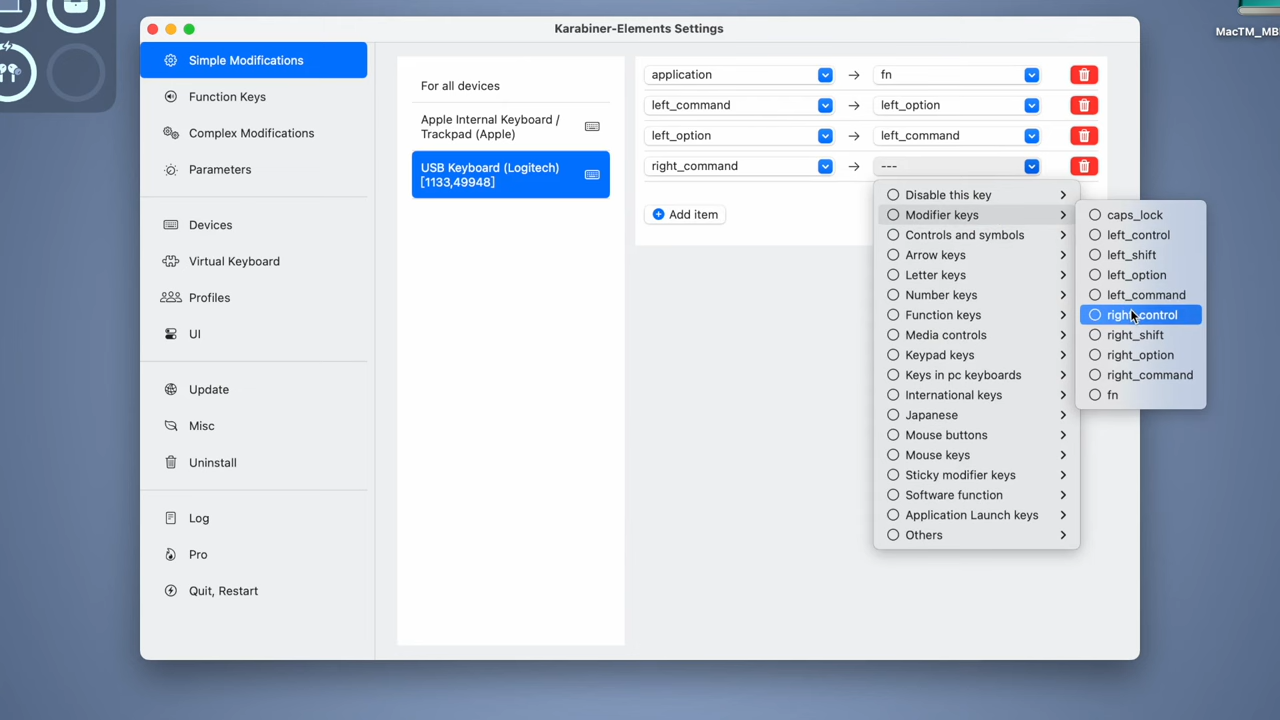 MacTM_MB
Karabiner-Elements Settings
Simple Modifications
Function Keys
Complex Modifications
Parameters
Devices
Virtual Keyboard
Profiles
UI
Update
Misc
Uninstall
Log
Pro
Quit, Restart
For all devices
Apple Internal Keyboard /
Trackpad (Apple)
USB Keyboard (Logitech)
[1133,49948]
application → fn
left_command → left_option
left_option → left_command
right_command → ---
Add item
Disable this key
Modifier keys
Controls and symbols
Arrow keys
Letter keys
Number keys
Function keys
Media controls
Keypad keys
Keys in pc keyboards
International keys
Japanese
Mouse buttons
Mouse keys
Sticky modifier keys
Software function
Application Launch keys
Others
caps_lock
left_control
left_shift
left_option
left_command
right_control
right_shift
right_option
right_command
fn